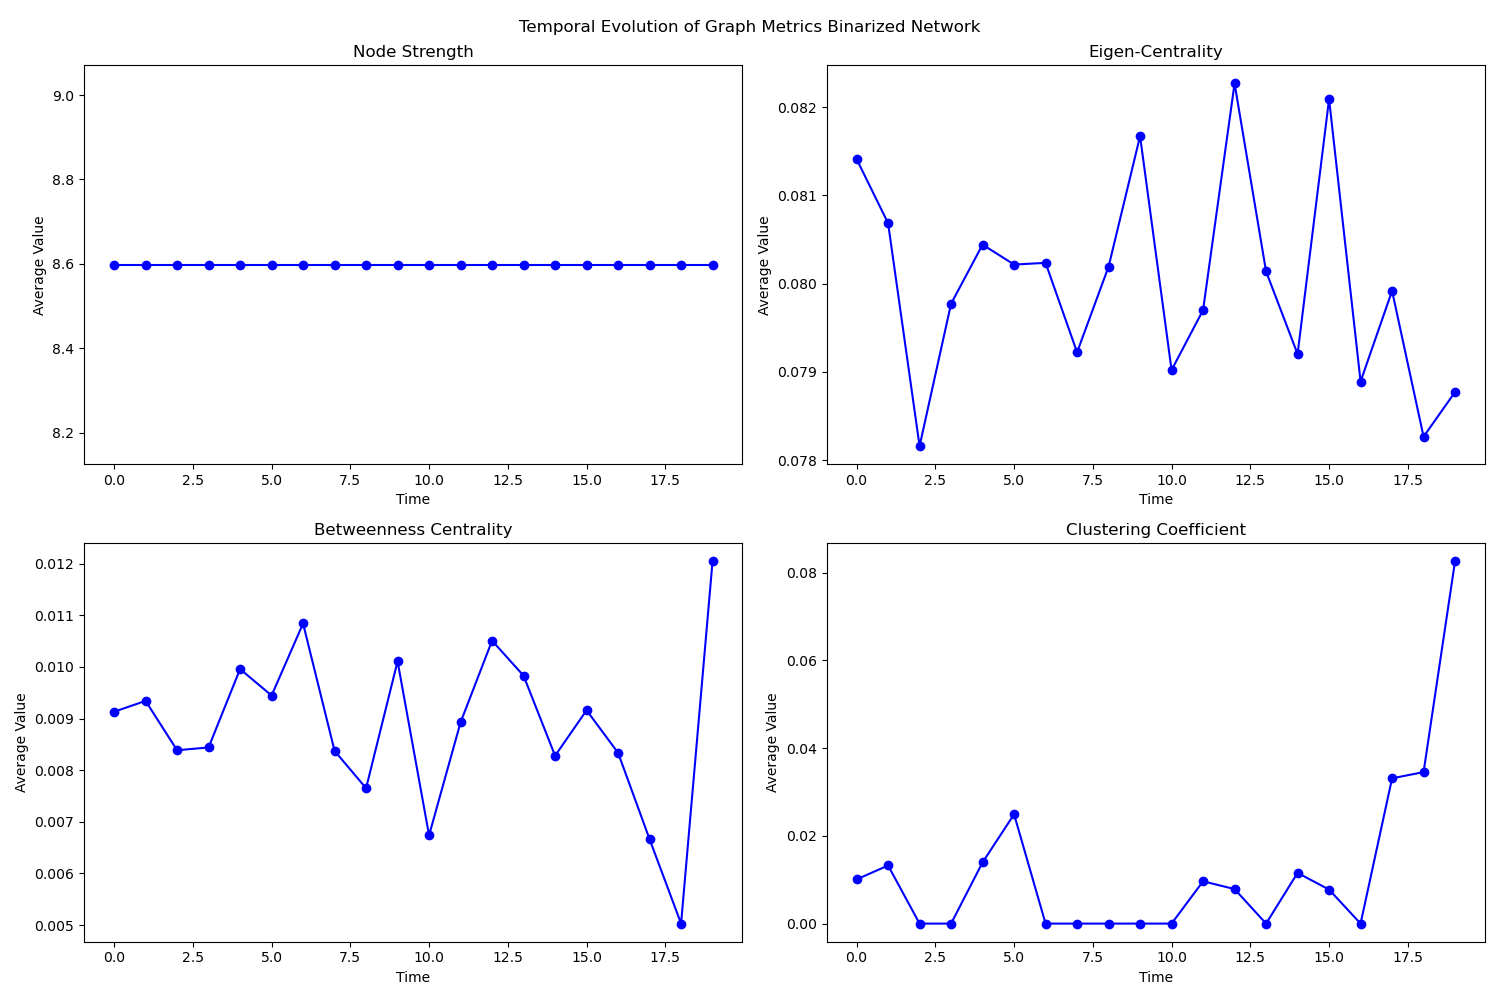 Temporal Evolution of Graph Metrics Binarized Network
Node Strength
Average Value
9.0
8.8
8.6
8.4
8.2
0.0 2.5 5.0 7.5 10.0 12.5 15.0 17.5
Time
Eigen-Centrality
Average Value
0.082
0.081
0.080
0.079
0.078
0.0 2.5 5.0 7.5 10.0 12.5 15.0 17.5
Time
Betweenness Centrality
Average Value
0.012
0.011
0.010
0.009
0.008
0.007
0.006
0.005
0.0 2.5 5.0 7.5 10.0 12.5 15.0 17.5
Time
Clustering Coefficient
Average Value
0.08
0.06
0.04
0.02
0.00
0.0 2.5 5.0 7.5 10.0 12.5 15.0 17.5
Time